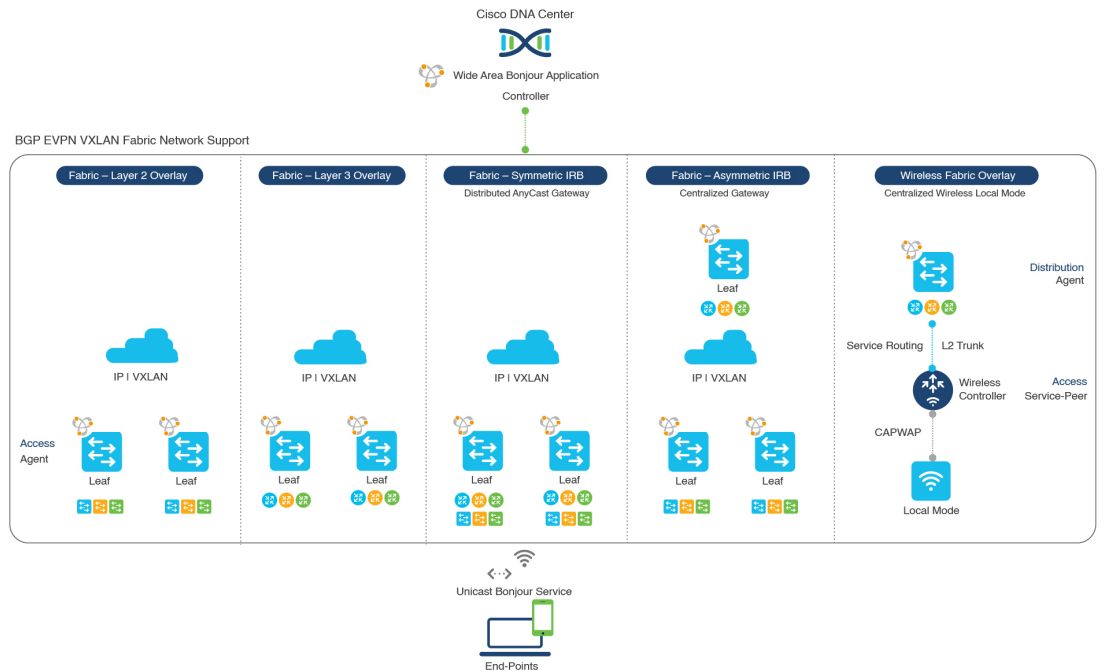 Cisco DNA Center
Wide Area Bonjour Application
Controller
BGP EVPN VXLAN Fabric Network Support
Fabric – Layer 2 Overlay
Fabric – Layer 3 Overlay
Fabric – Symmetric IRB
Distributed AnyCast Gateway
Fabric – Asymmetric IRB
Centralized Gateway
Wireless Fabric Overlay
Centralized Wireless Local Mode
Leaf
Distribution
Agent
Service Routing
L2 Trunk
IP | VXLAN
IP | VXLAN
IP | VXLAN
IP | VXLAN
Wireless
Controller
Access
Service-Peer
CAPWAP
Access
Agent
Leaf
Leaf
Leaf
Leaf
Leaf
Leaf
Leaf
Leaf
Local Mode
Unicast Bonjour Service
End-Points